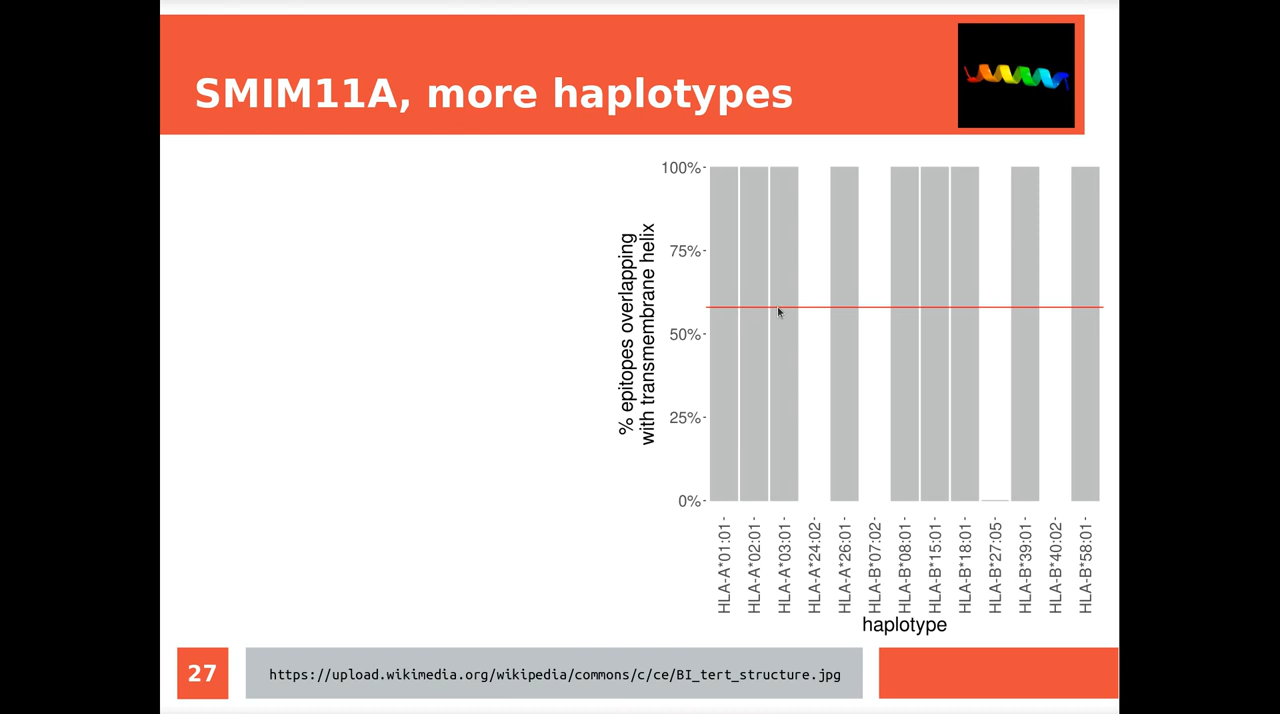 SMIM11A, more haplotypes
% epitopes overlapping
with transmembrane helix
100%
75%
50%
25%
0%
HLA-A*01:01
HLA-A*02:01
HLA-A*03:01
HLA-A*24:02
HLA-A*26:01
HLA-B*07:02
HLA-B*08:01
HLA-B*15:01
HLA-B*18:01
HLA-B*27:05
HLA-B*39:01
HLA-B*40:02
HLA-B*58:01
haplotype
27
https://upload.wikimedia.org/wikipedia/commons/c/ce/BI_tert_structure.jpg